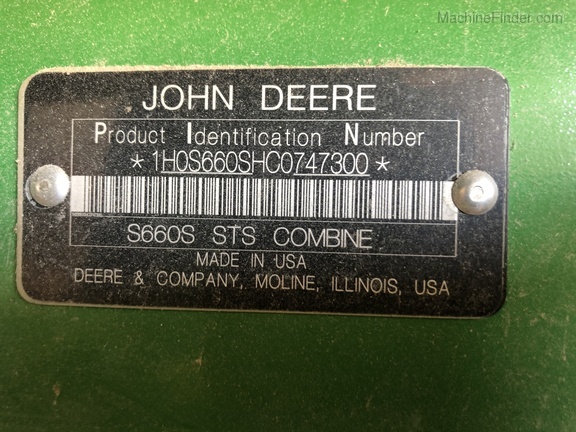 MachineFinder.com
JOHN DEERE
Product Identification Number
*1H0S660SHC0747300*
S660S STS COMBINE
MADE IN USA
DEERE & COMPANY, MOLINE, ILLINOIS, USA